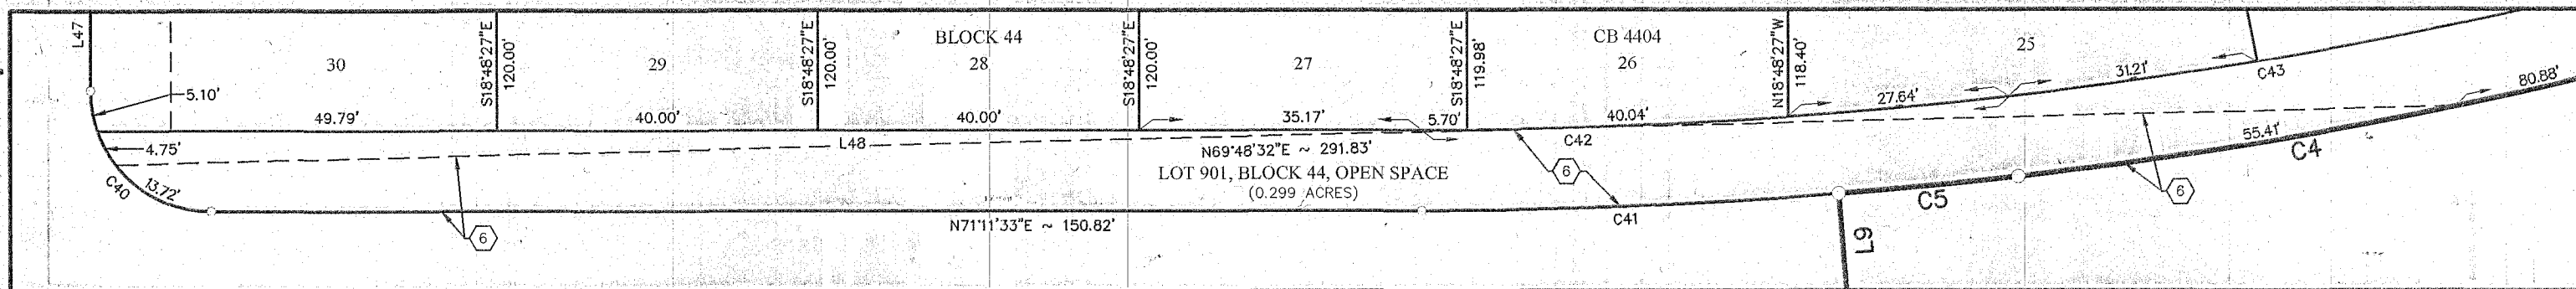 L47
30
S18°48'27"E
120.00'
29
S18°48'27"E
120.00'
BLOCK 44
28
S18°48'27"E
120.00'
27
S18°48'27"E
119.98'
CB 4404
26
N18°48'27"W
118.40'
25
5.10'
49.79'
40.00'
40.00'
35.17'
5.70'
40.04'
27.64'
31.21'
C43
80.88'
4.75'
L48
C42
N69°48'32"E ~ 291.83'
LOT 901, BLOCK 44, OPEN SPACE
(0.299 ACRES)
6
55.41'
C4
C40
13.72'
C5
6
C41
N71°11'33"E ~ 150.82'
6
L9